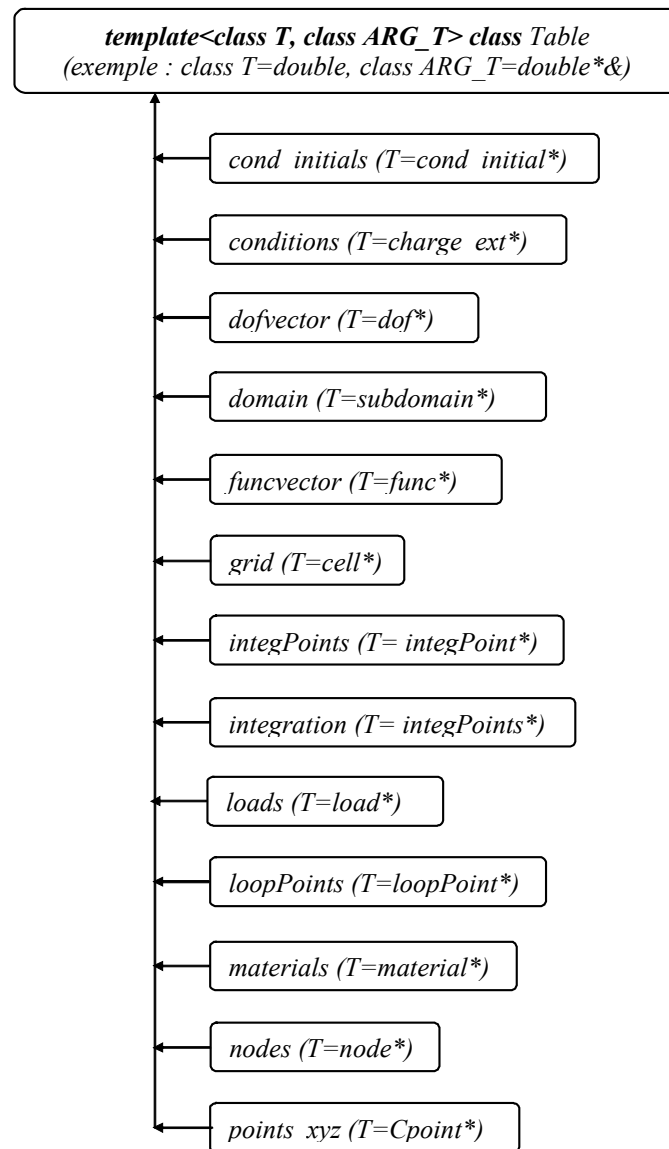 template<class T, class ARG_T> class Table
(exemple : class T=double, class ARG_T=double*&)
cond_initials (T=cond_initial*)
conditions (T=charge_ext*)
dofvector (T=dof*)
domain (T=subdomain*)
funcvector (T=func*)
grid (T=cell*)
integPoints (T= integPoint*)
integration (T= integPoints*)
loads (T=load*)
loopPoints (T=loopPoint*)
materials (T=material*)
nodes (T=node*)
points_xyz (T=Cpoint*)